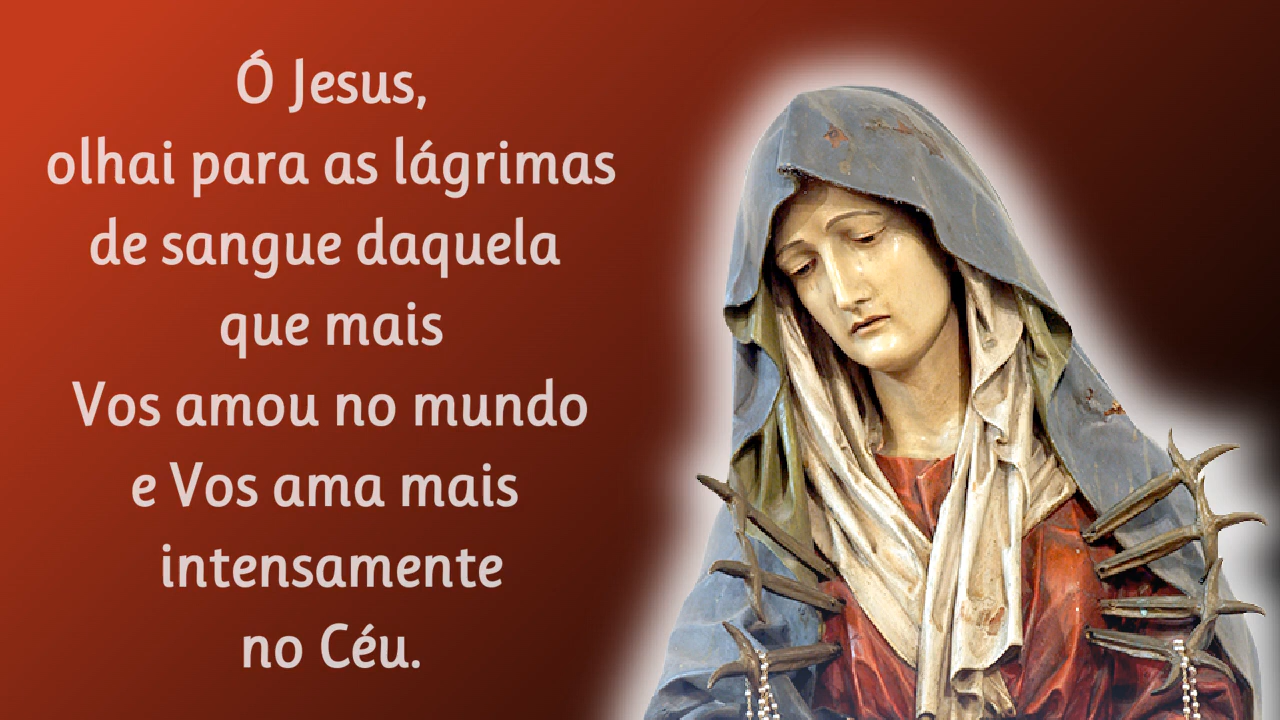 Ó Jesus,
olhai para as lágrimas
de sangue daquela
que mais
Vos amou no mundo
e Vos ama mais
intensamente
no Céu.